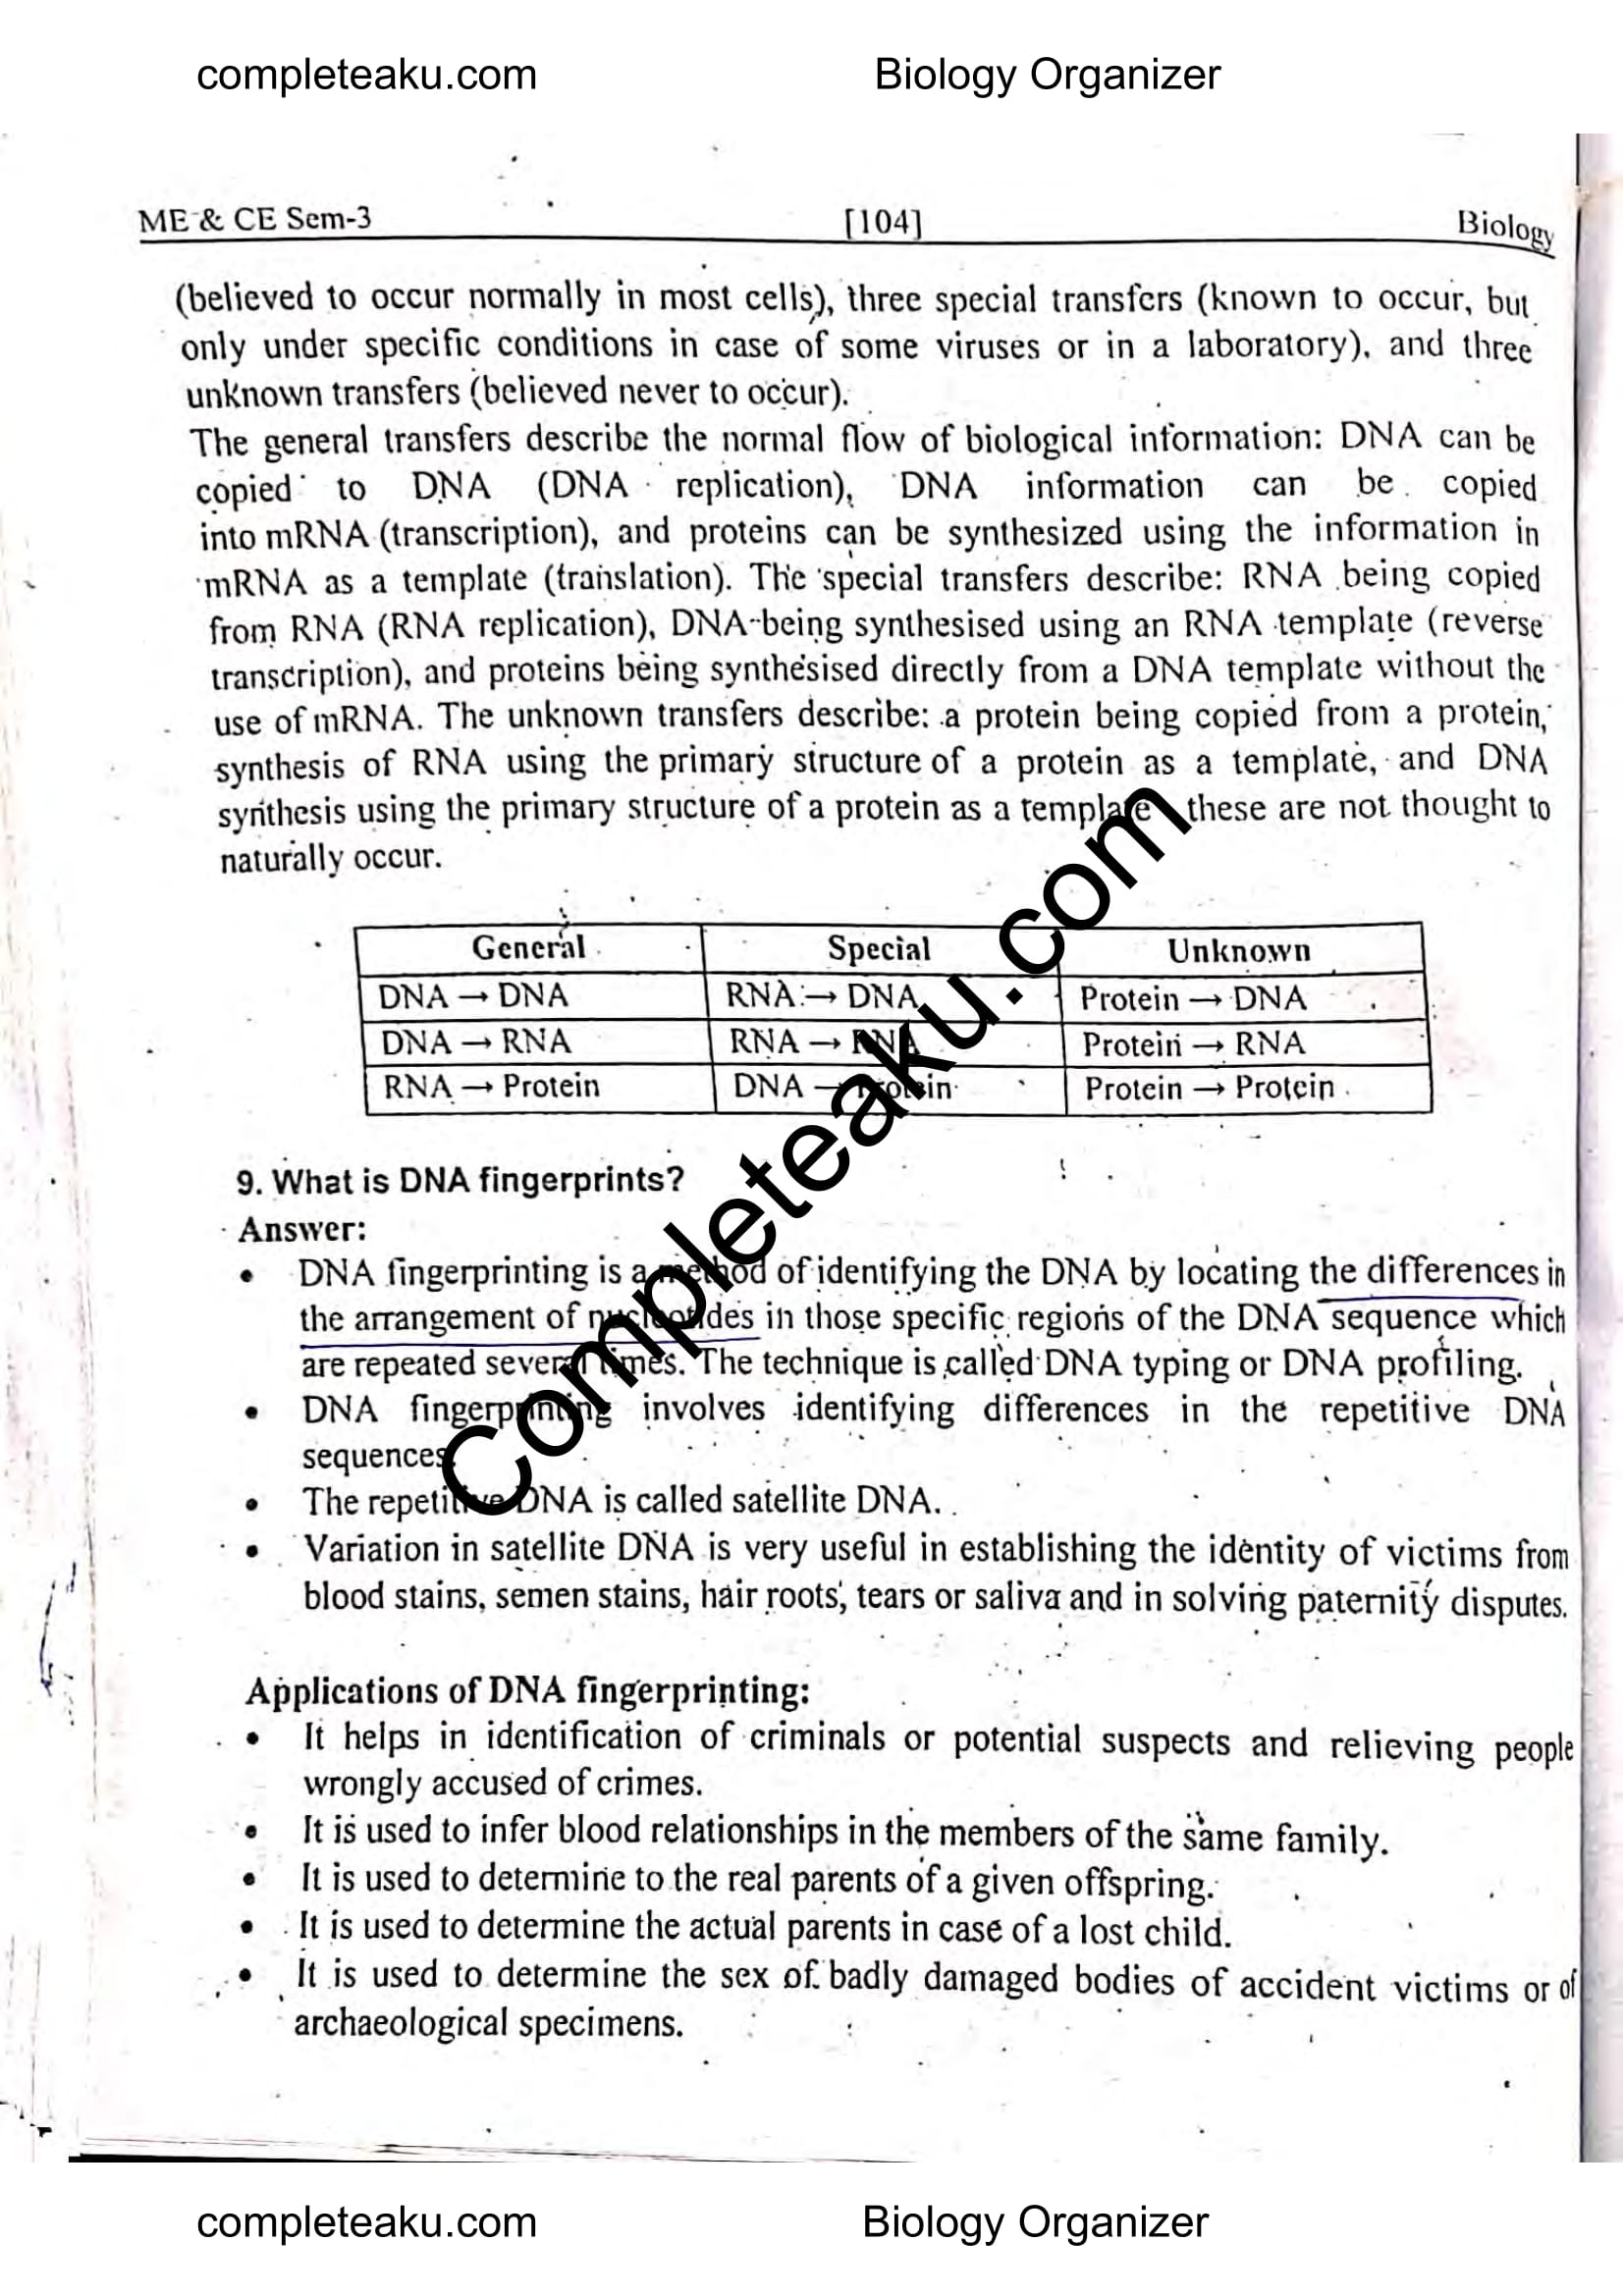 completeaku.com Biology Organizer
ME & CE Sem-3 [104] Biology
(believed to occur normally in most cells), three special transfers (known to occur, but
only under specific conditions in case of some viruses or in a laboratory), and three
unknown transfers (believed never to occur).
The general transfers describe the normal flow of biological information: DNA can be
copied to DNA (DNA replication), DNA information can be copied
into mRNA (transcription), and proteins can be synthesized using the information in
mRNA as a template (translation). The special transfers describe: RNA being copied
from RNA (RNA replication), DNA being synthesised using an RNA template (reverse
transcription), and proteins being synthesised directly from a DNA template without the
use of mRNA. The unknown transfers describe: a protein being copied from a protein,
synthesis of RNA using the primary structure of a protein as a template, and DNA
synthesis using the primary structure of a protein as a template these are not thought to
naturally occur.
General Special Unknown
DNA → DNA RNA → DNA Protein → DNA
DNA → RNA RNA → RNA Protein → RNA
RNA → Protein DNA → Protein Protein → Protein
9. What is DNA fingerprints?
Answer:
• DNA fingerprinting is a method of identifying the DNA by locating the differences in
the arrangement of nucleotides in those specific regions of the DNA sequence which
are repeated several times. The technique is called DNA typing or DNA profiling.
• DNA fingerprinting involves identifying differences in the repetitive DNA
sequences.
• The repetitive DNA is called satellite DNA.
• Variation in satellite DNA is very useful in establishing the identity of victims from
blood stains, semen stains, hair roots, tears or saliva and in solving paternity disputes.
Applications of DNA fingerprinting:
• It helps in identification of criminals or potential suspects and relieving people
wrongly accused of crimes.
• It is used to infer blood relationships in the members of the same family.
• It is used to determine to the real parents of a given offspring.
• It is used to determine the actual parents in case of a lost child.
• It is used to determine the sex of badly damaged bodies of accident victims or of
archaeological specimens.
Completeaku.com
completeaku.com Biology Organizer